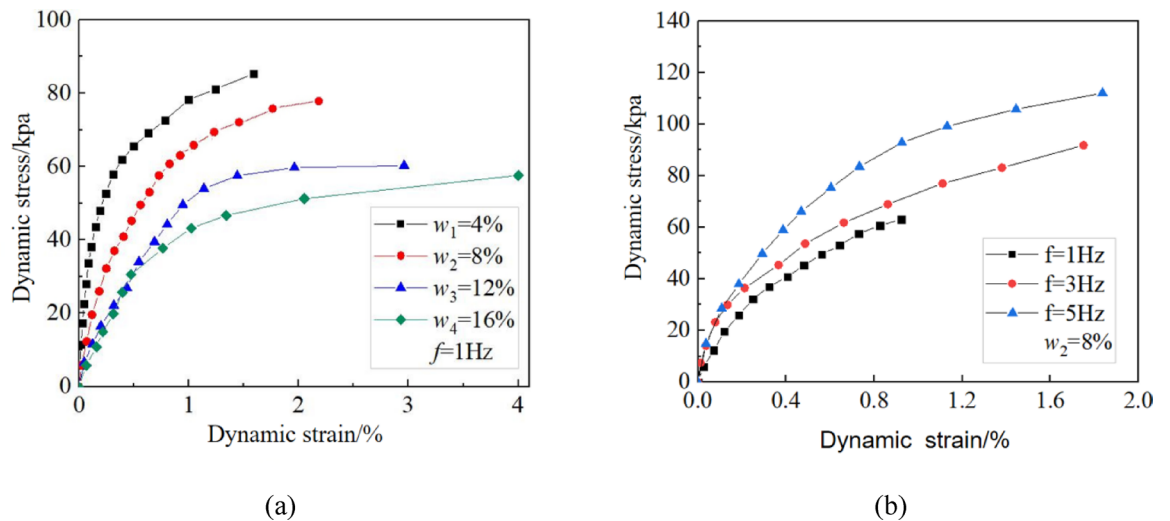 100
80
60
40
20
0
0
1
2
3
4
Dynamic stress/kpa
Dynamic strain/%
w₁=4%
w₂=8%
w₃=12%
w₄=16%
f=1Hz
(a)
140
120
100
80
60
40
20
0
0.0
0.4
0.8
1.2
1.6
2.0
Dynamic stress/kpa
Dynamic strain/%
f=1Hz
f=3Hz
f=5Hz
w₂=8%
(b)